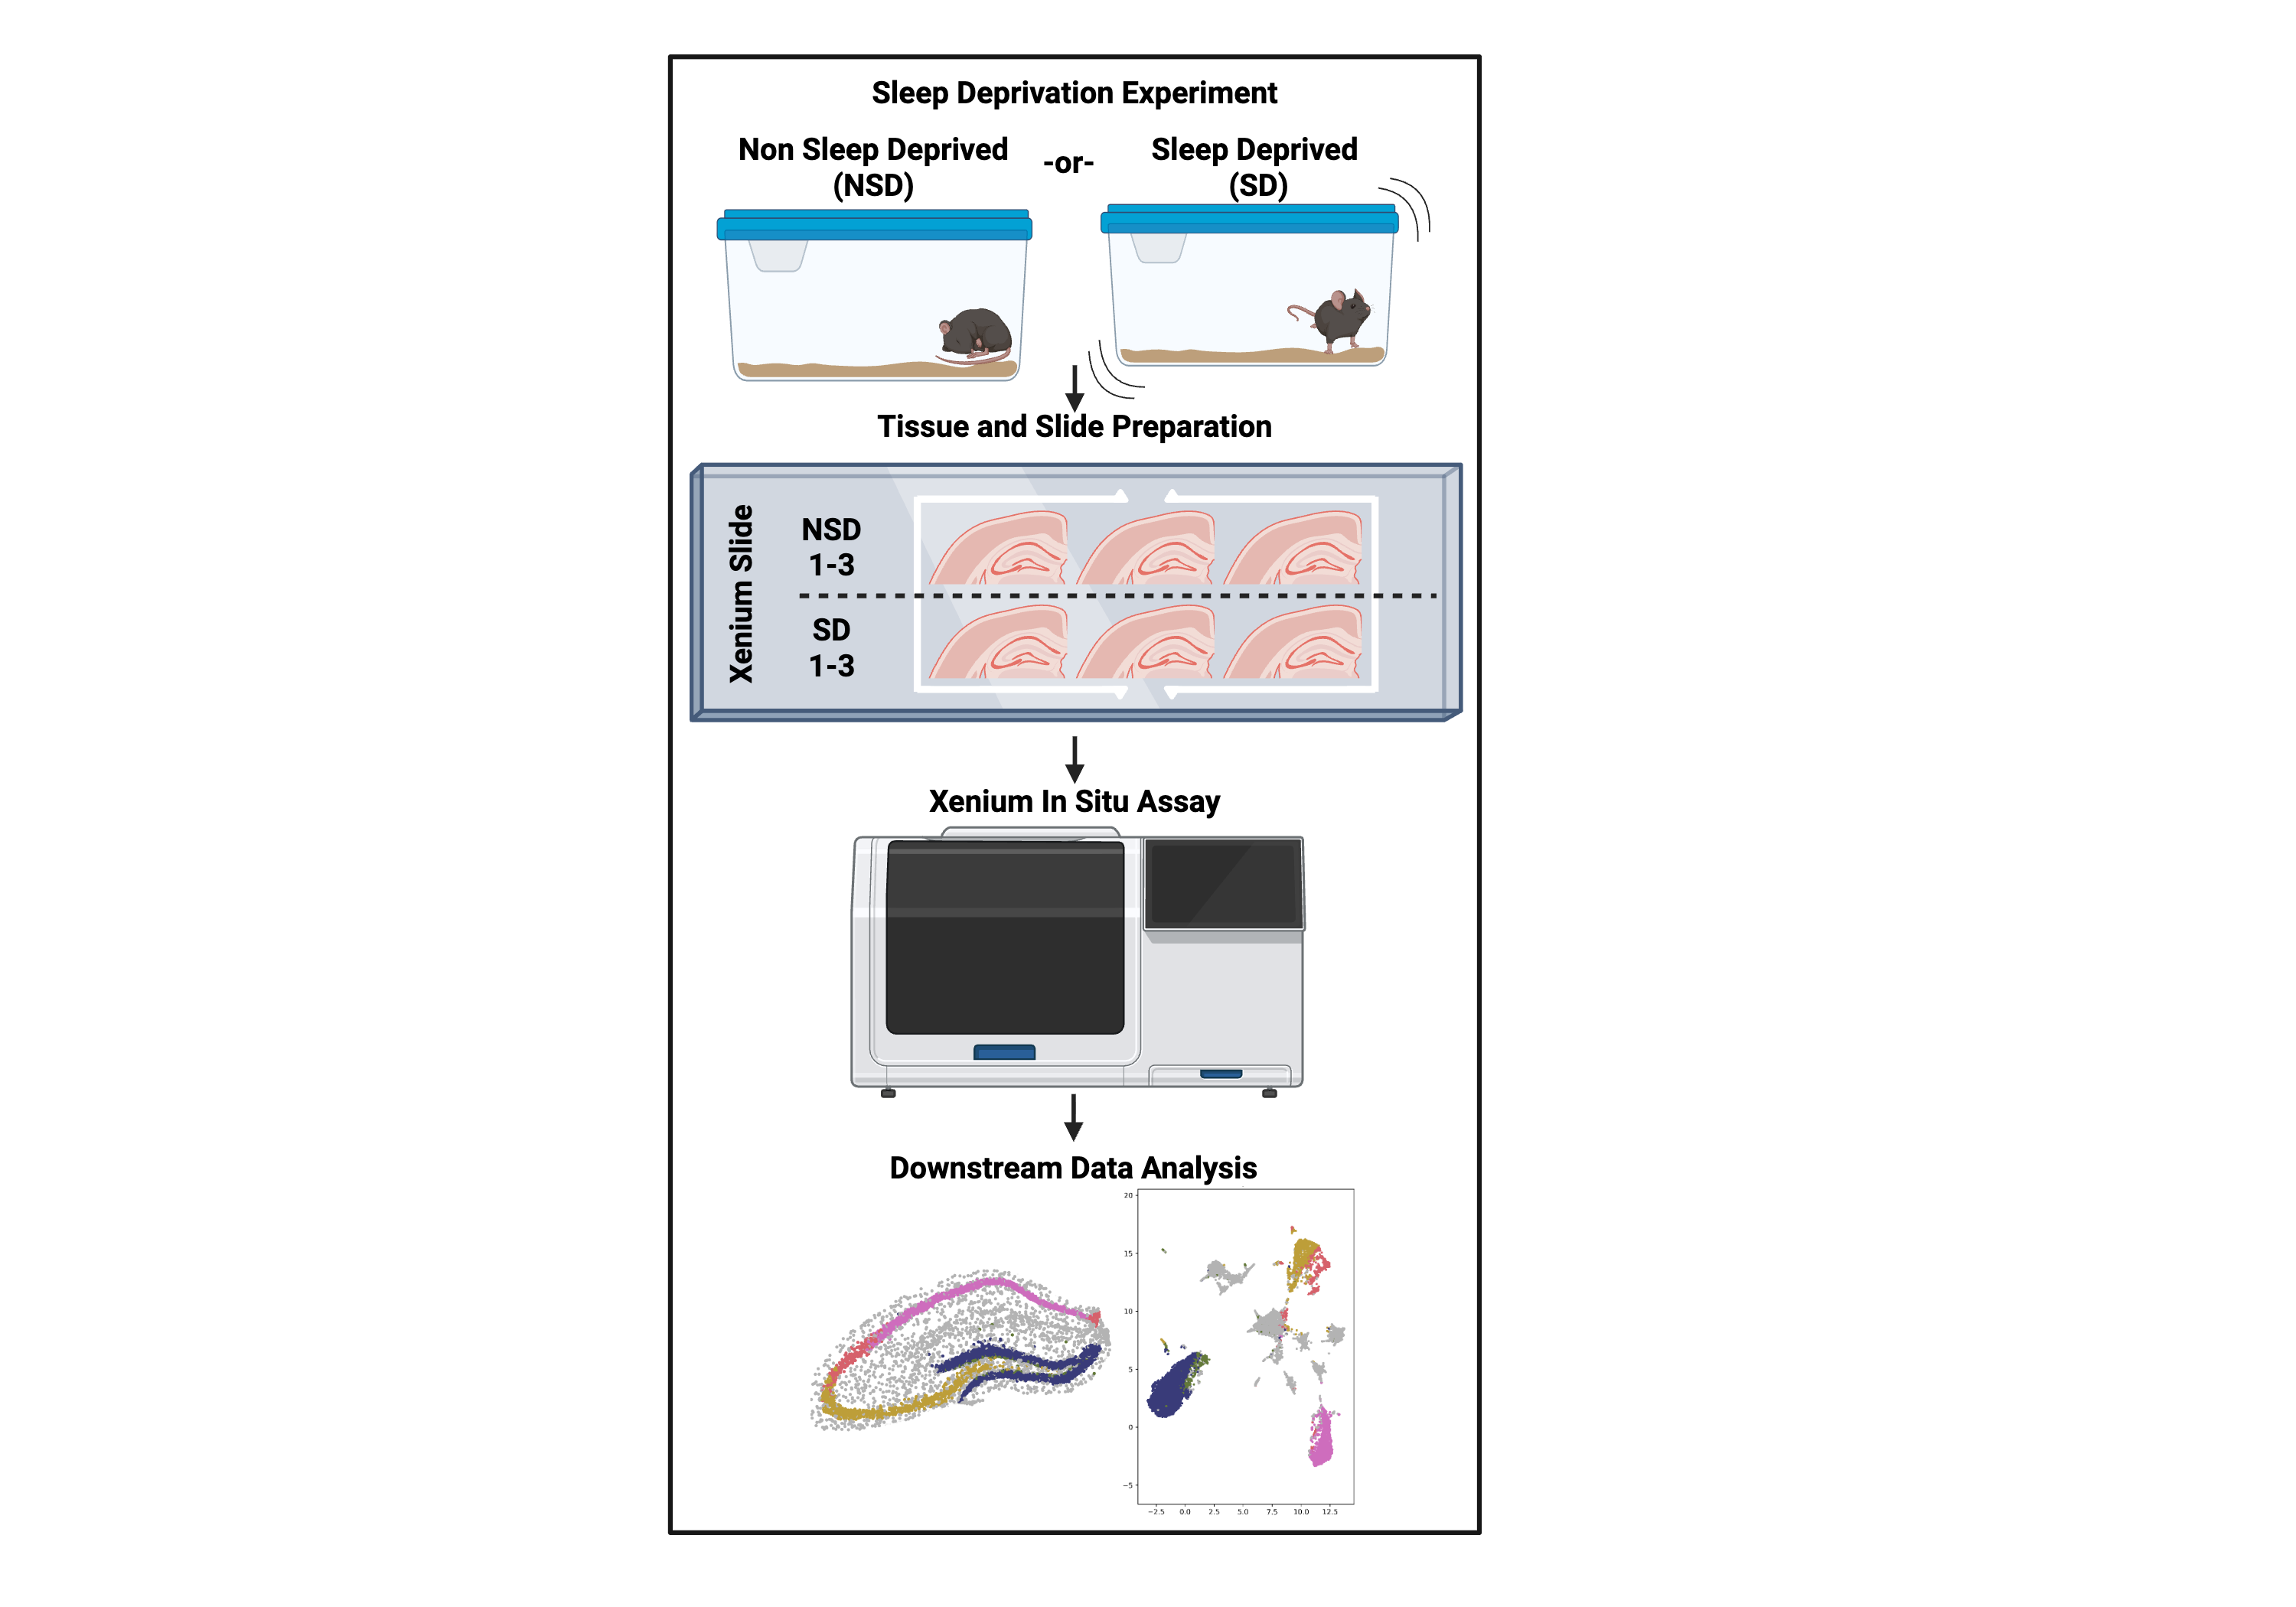 Sleep Deprivation Experiment
Non Sleep Deprived
(NSD)
-or-
Sleep Deprived
(SD)
Tissue and Slide Preparation
Xenium Slide
NSD
1-3
SD
1-3
Xenium In Situ Assay
Downstream Data Analysis
20
15
10
5
0
−5
−2.5 0.0 2.5 5.0 7.5 10.0 12.5